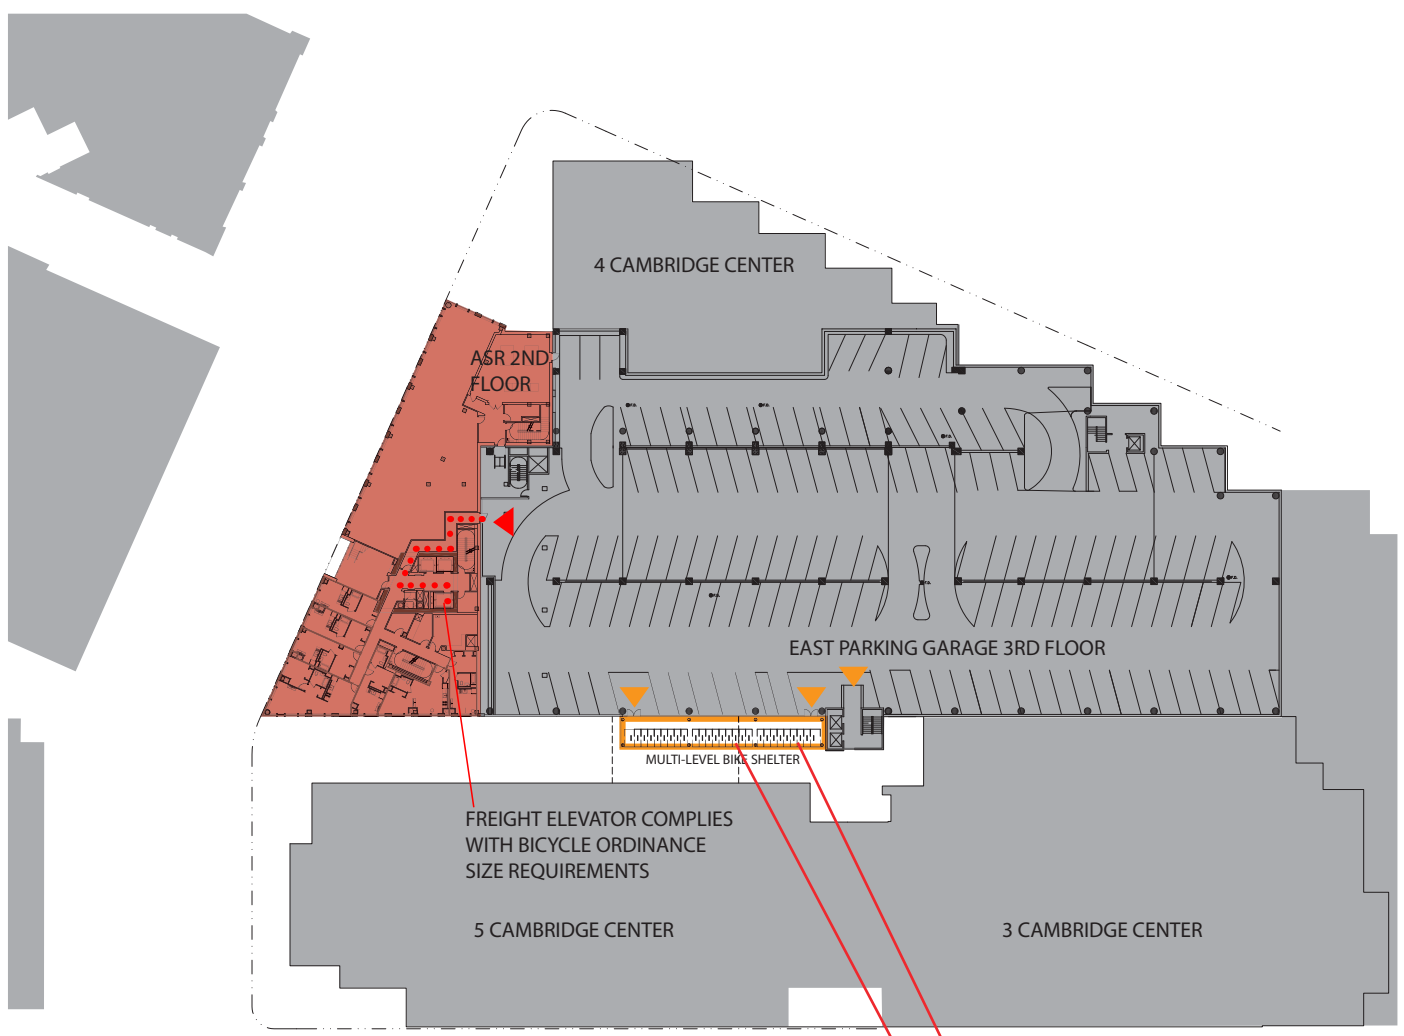 4 CAMBRIDGE CENTER
ASR 2ND
FLOOR
EAST PARKING GARAGE 3RD FLOOR
MULTI-LEVEL BIKE SHELTER
FREIGHT ELEVATOR COMPLIES
WITH BICYCLE ORDINANCE
SIZE REQUIREMENTS
5 CAMBRIDGE CENTER
3 CAMBRIDGE CENTER